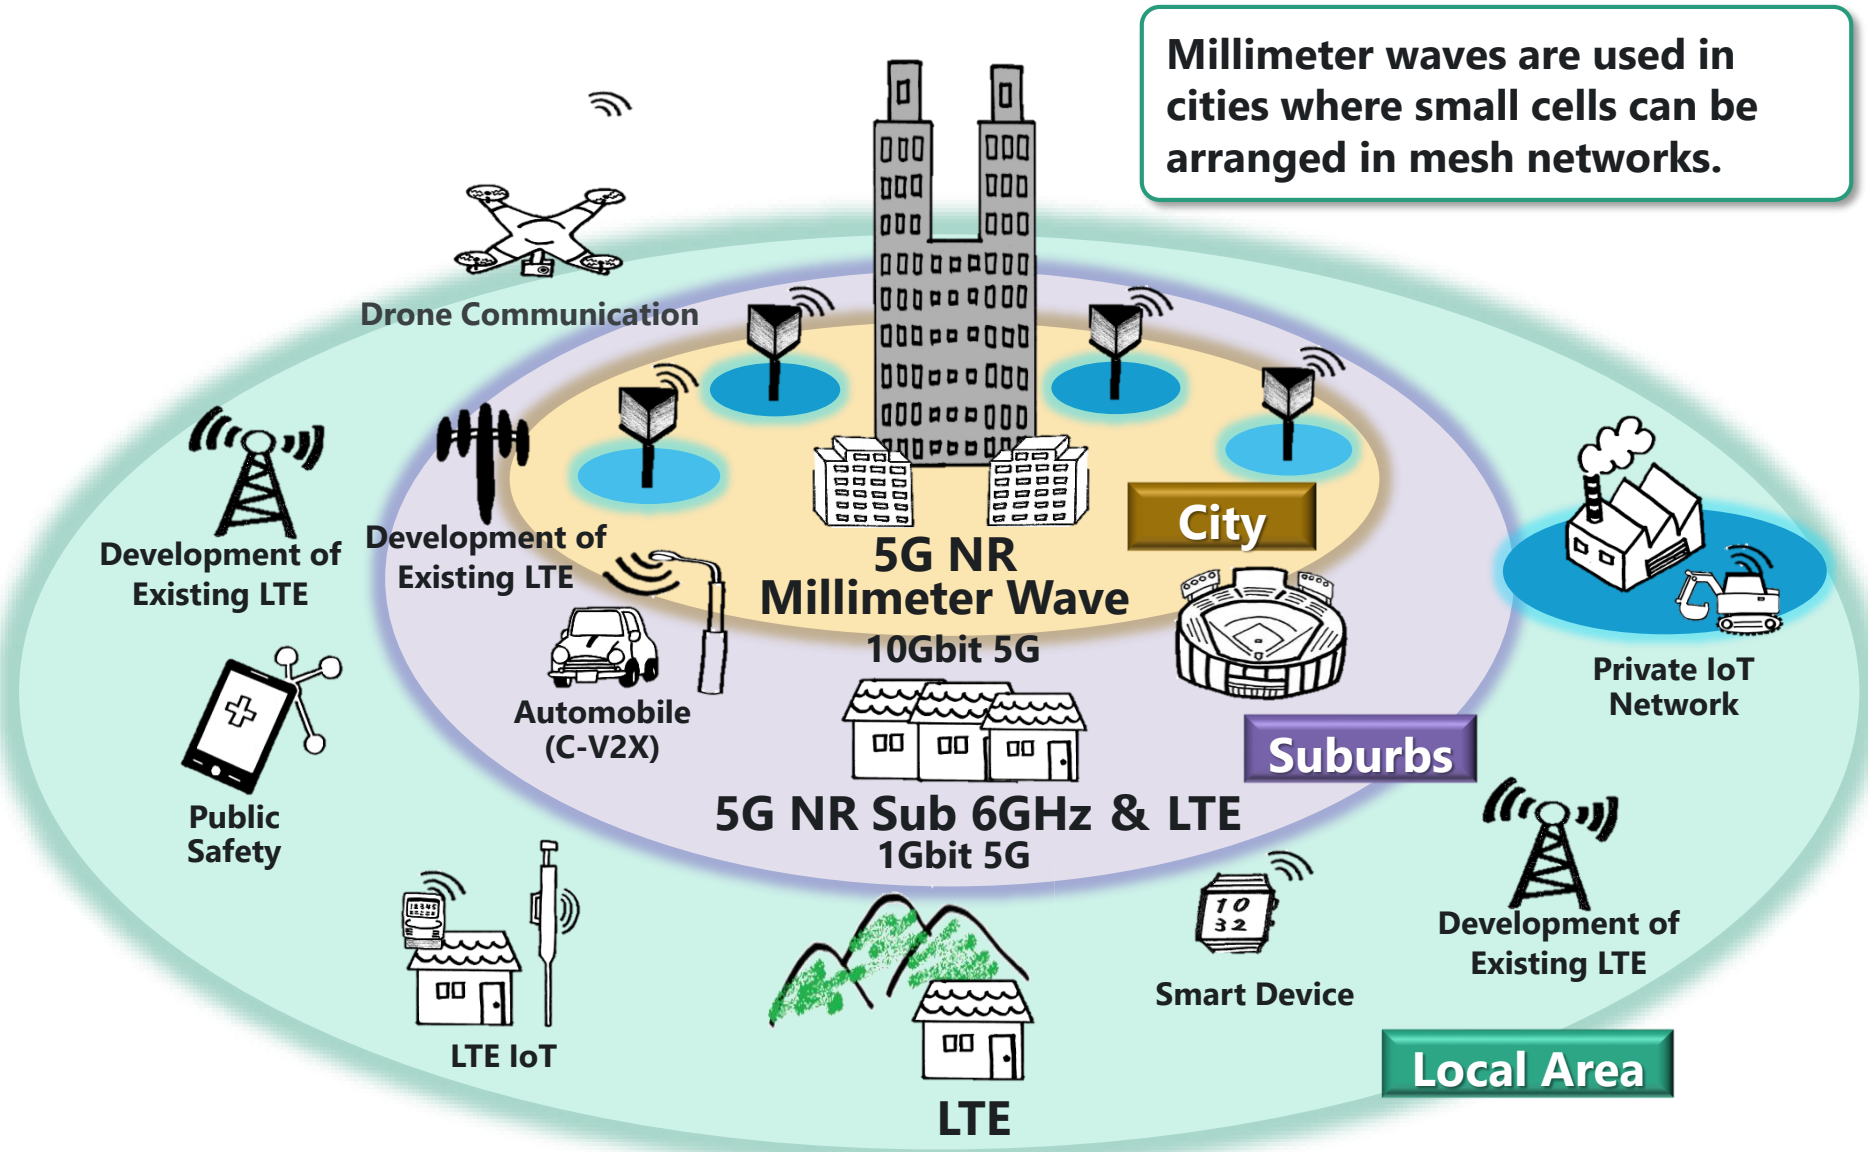 Millimeter waves are used in
cities where small cells can be
arranged in mesh networks.
Drone Communication
Development of
Existing LTE
Development of
Existing LTE
City
5G NR
Millimeter Wave
10Gbit 5G
Automobile
(C-V2X)
Private IoT
Network
Suburbs
5G NR Sub 6GHz & LTE
1Gbit 5G
Public
Safety
12345
10
32
Development of
Existing LTE
Smart Device
LTE IoT
Local Area
LTE